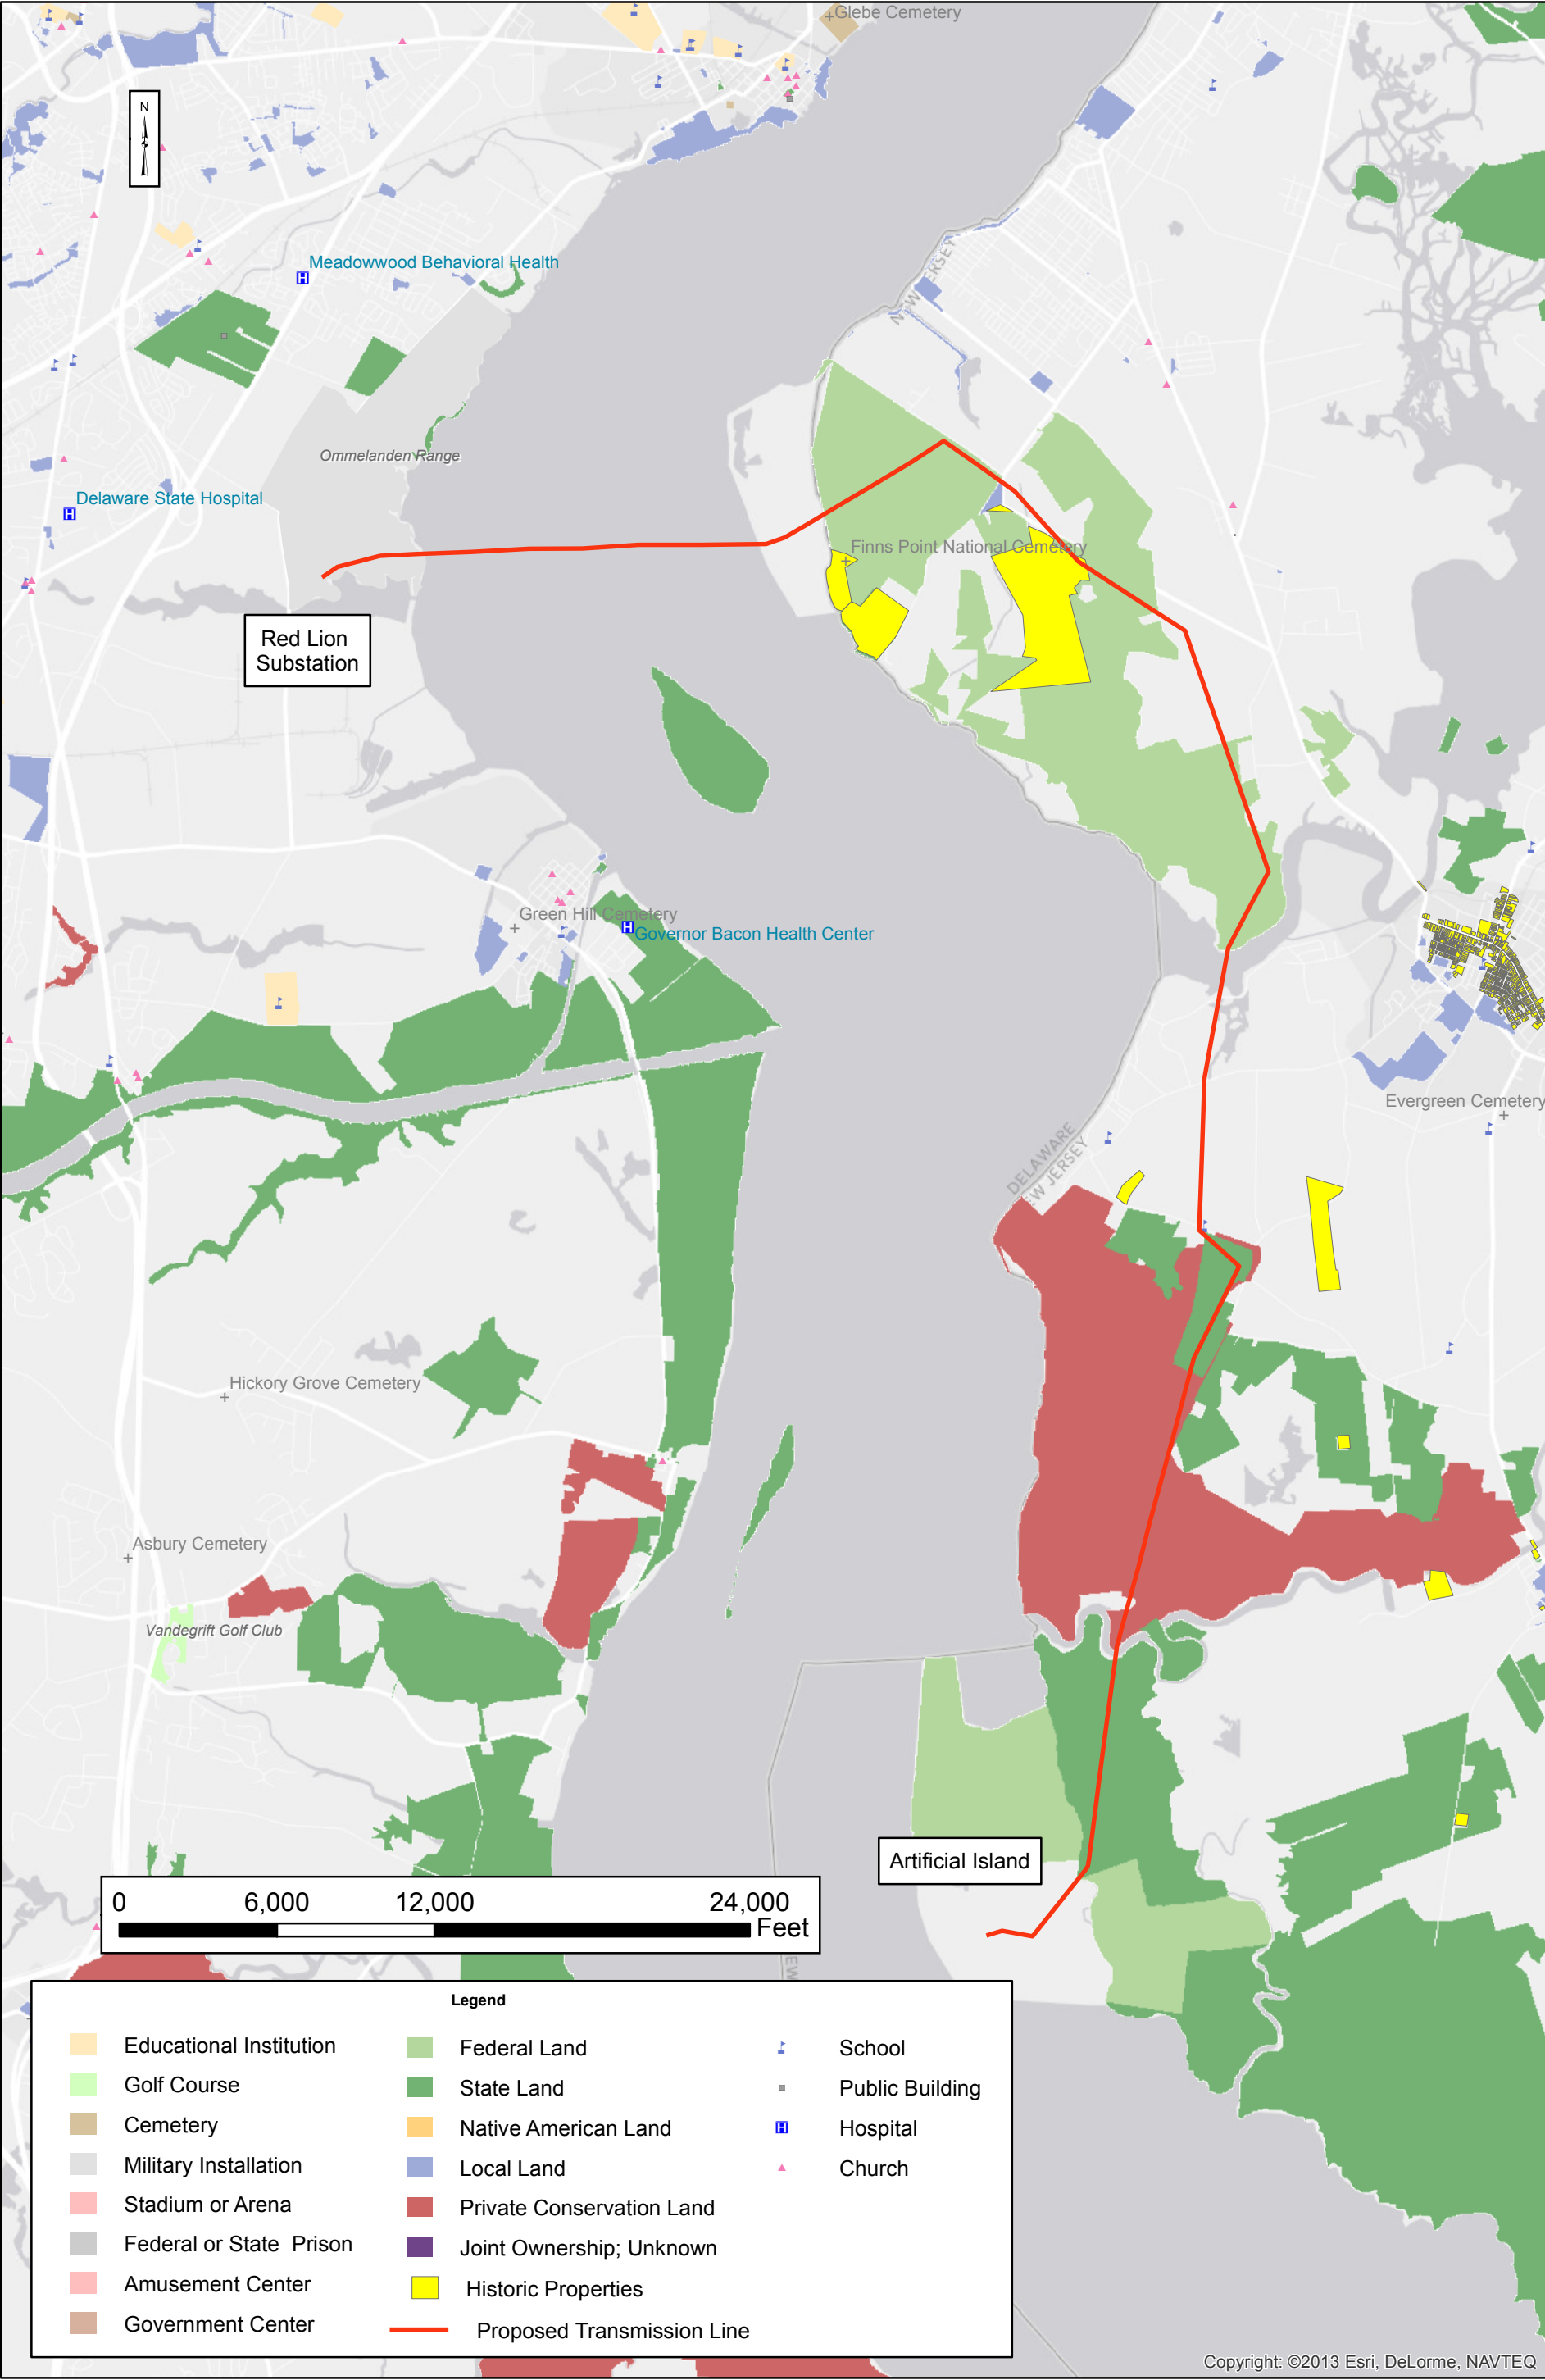 Glebe Cemetery
N
Meadowwood Behavioral Health
NEW JERSEY
Ommelanden Range
Delaware State Hospital
Finns Point National Cemetery
Red Lion
Substation
Green Hill Cemetery
Governor Bacon Health Center
Evergreen Cemetery
DELAWARE
EW JERSEY
Hickory Grove Cemetery
Asbury Cemetery
Vandegrift Golf Club
Artificial Island
0 6,000 12,000 24,000
Feet
EW
Legend
Educational Institution
Golf Course
Cemetery
Military Installation
Stadium or Arena
Federal or State Prison
Amusement Center
Government Center
Federal Land
State Land
Native American Land
Local Land
Private Conservation Land
Joint Ownership; Unknown
Historic Properties
Proposed Transmission Line
School
Public Building
H Hospital
Church
Copyright: ©2013 Esri, DeLorme, NAVTEQ